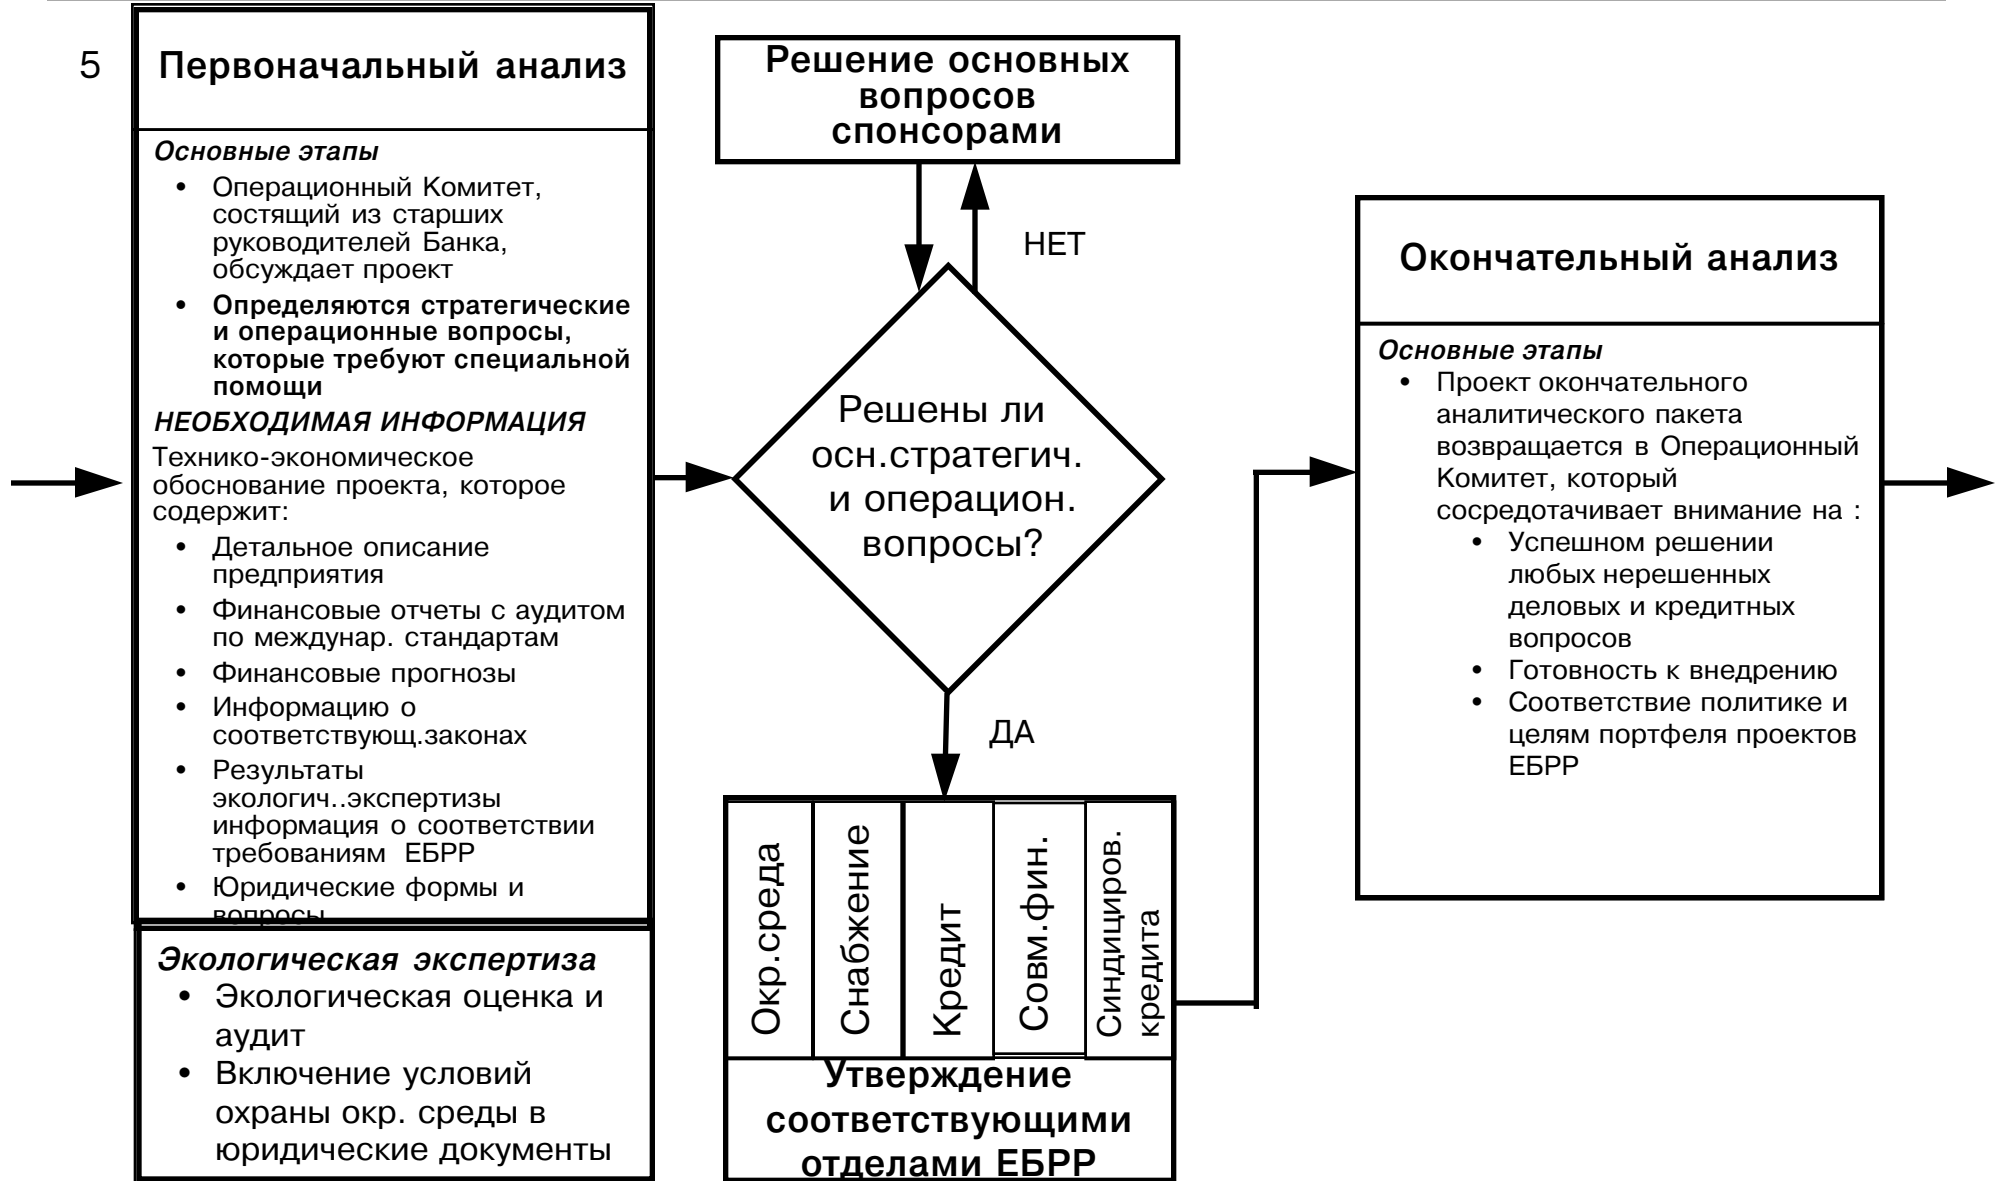 5
Первоначальный анализ
Основные этапы
• Операционный Комитет,
состящий из старших
руководителей Банка,
обсуждает проект
• Определяются стратегические
и операционные вопросы,
которые требуют специальной
помощи
НЕОБХОДИМАЯ ИНФОРМАЦИЯ
Технико-экономическое
обоснование проекта, которое
содержит:
• Детальное описание
предприятия
• Финансовые отчеты с аудитом
по междунар. стандартам
• Финансовые прогнозы
• Информацию о
соответствующ.законах
• Результаты
экологич..экспертизы
информация о соответствии
требованиям ЕБРР
• Юридические формы и
вопросы
Экологическая экспертиза
• Экологическая оценка и
аудит
• Включение условий
охраны окр. среды в
юридические документы
Решение основных
вопросов
спонсорами
НЕТ
Решены ли
осн.стратегич.
и операцион.
вопросы?
ДА
Окр.среда
Снабжение
Кредит
Совм.фин.
Синдициров.
кредита
Утверждение
соответствующими
отделами ЕБРР
Окончательный анализ
Основные этапы
• Проект окончательного
аналитического пакета
возвращается в Операционный
Комитет, который
сосредотачивает внимание на :
• Успешном решении
любых нерешенных
деловых и кредитных
вопросов
• Готовность к внедрению
• Соответствие политике и
целям портфеля проектов
ЕБРР